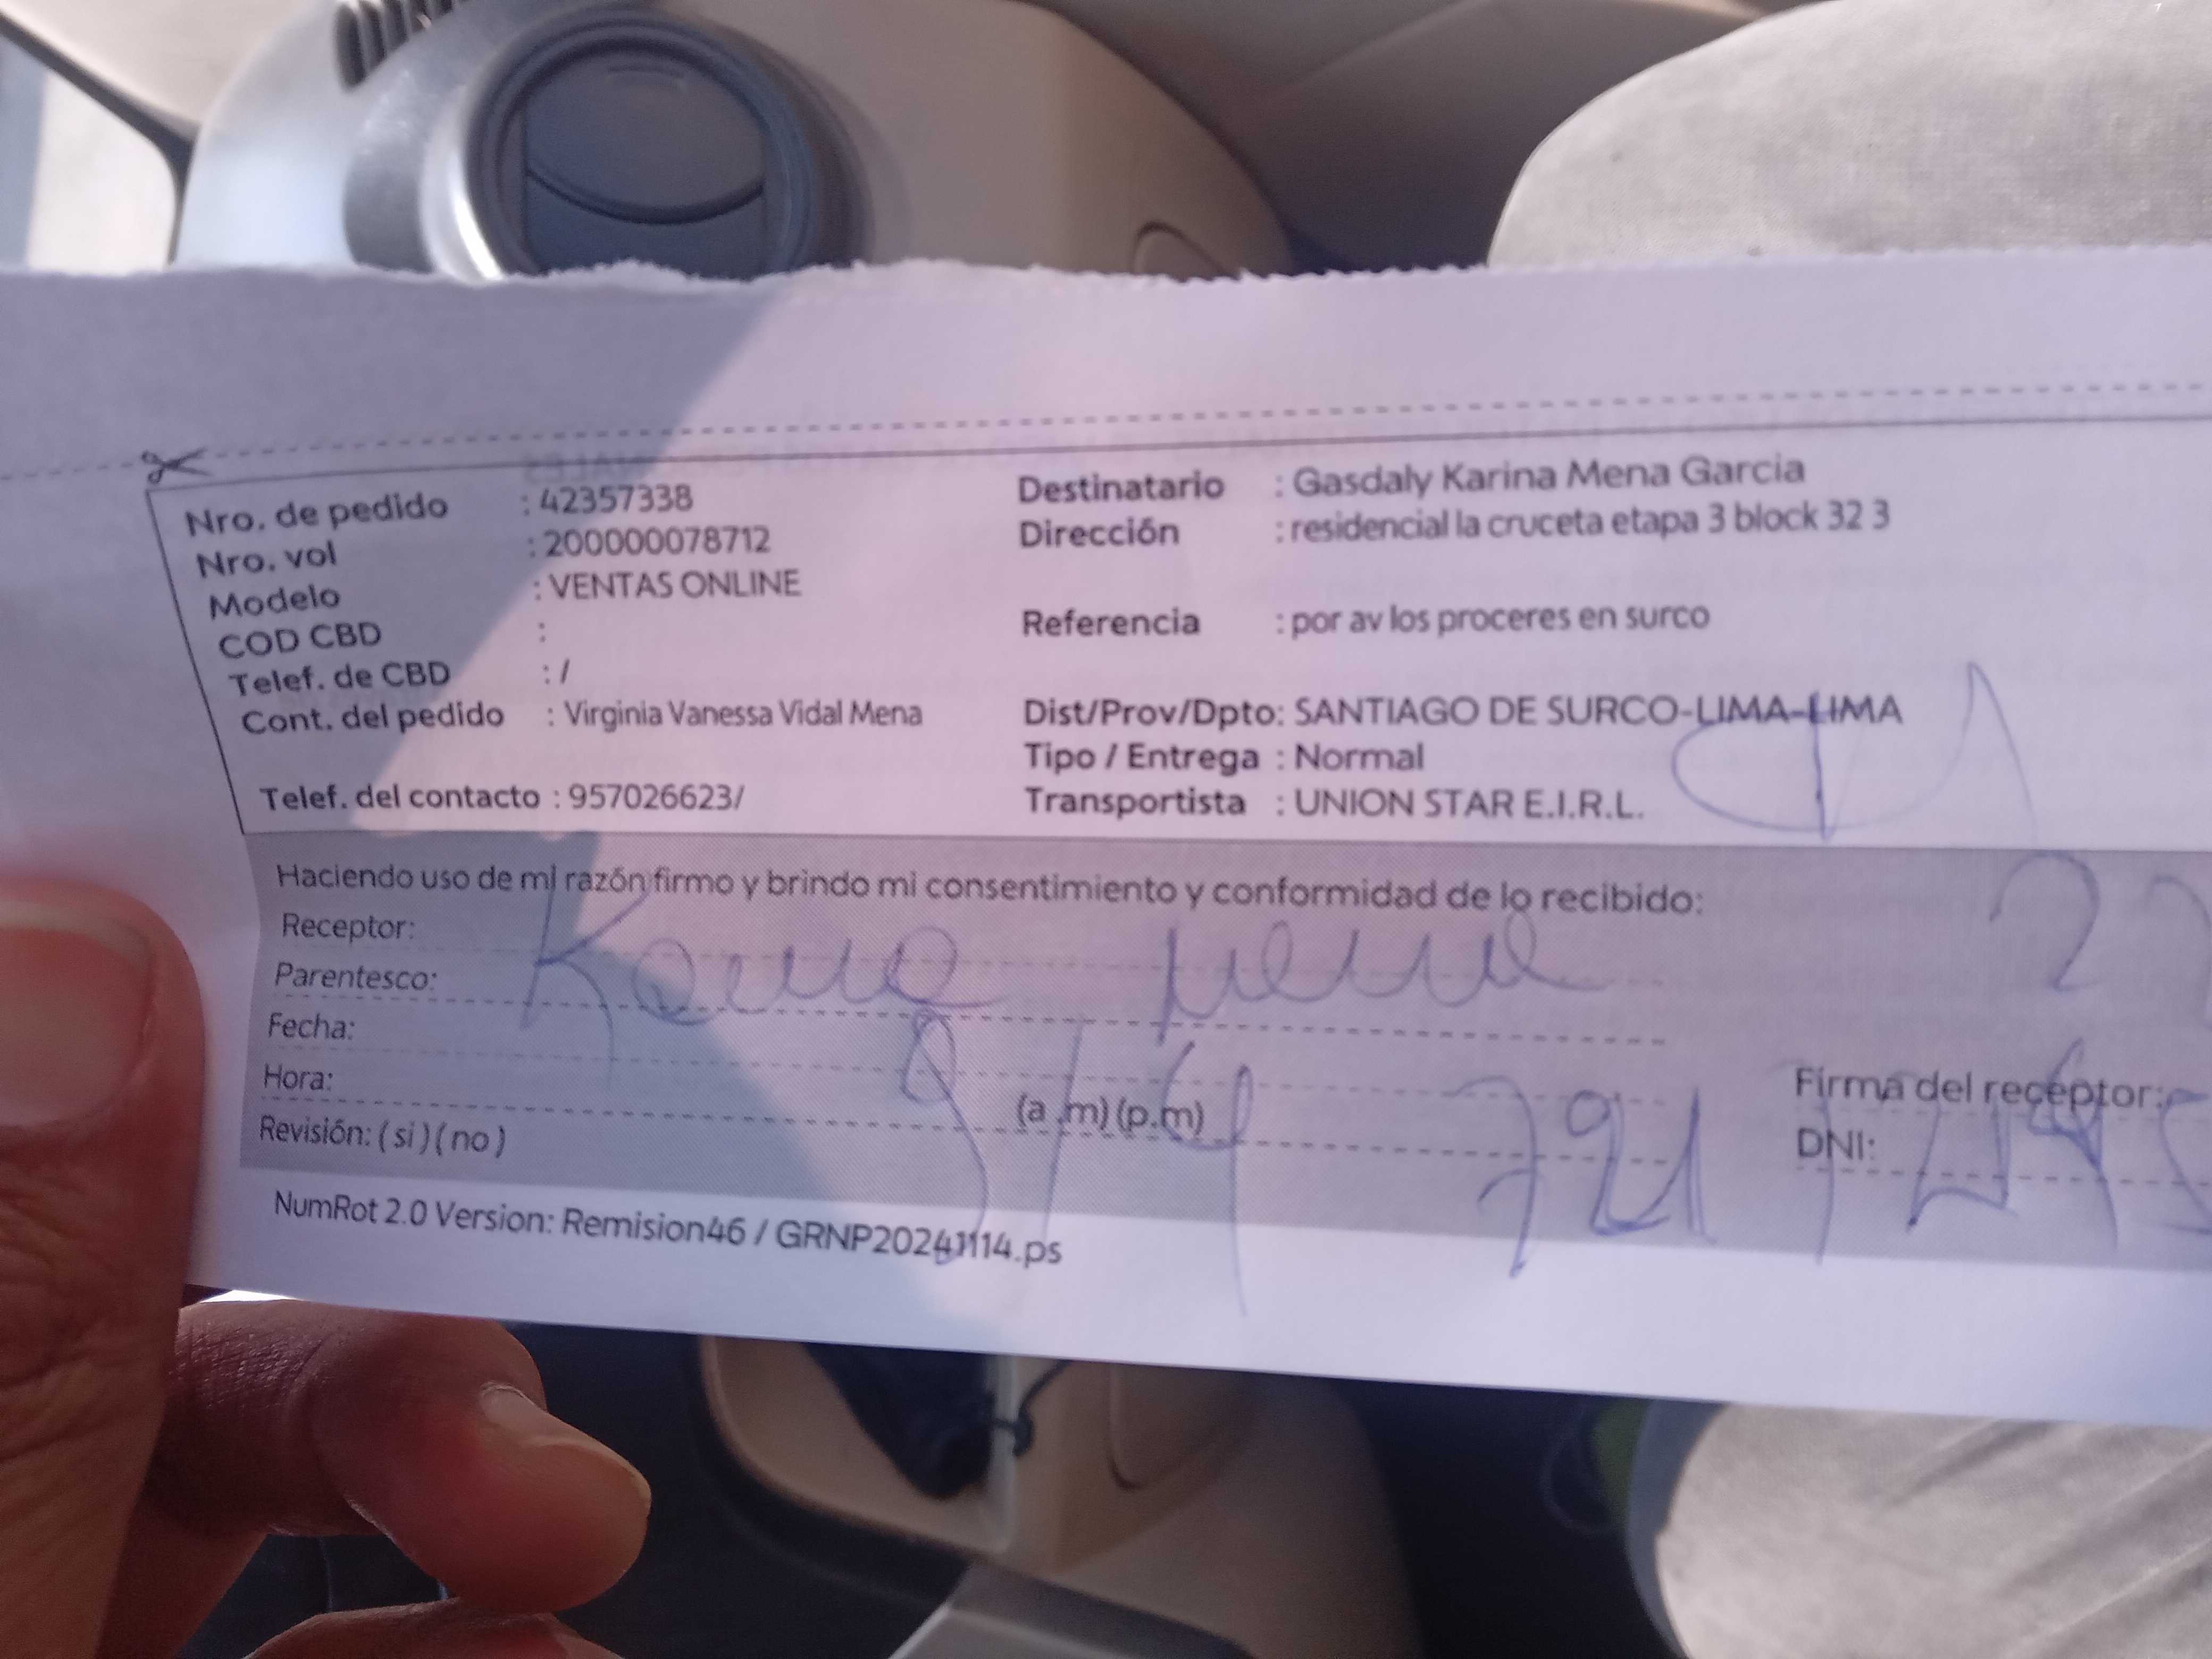 Nro. de pedido : 42357338
Nro. vol : 200000078712
Modelo : VENTAS ONLINE
COD CBD :
Telef. de CBD : /
Cont. del pedido : Virginia Vanessa Vidal Mena
Telef. del contacto : 957026623/
Destinatario : Gasdaly Karina Mena Garcia
Dirección : residencial la cruceta etapa 3 block 32 3
Referencia : por av los proceres en surco
Dist/Prov/Dpto: SANTIAGO DE SURCO-LIMA-LIMA
Tipo / Entrega : Normal
Transportista : UNION STAR E.I.R.L.
Haciendo uso de mi razón firmo y brindo mi consentimiento y conformidad de lo recibido:
Receptor:
Parentesco:
Fecha:
Hora: (a .m) (p.m)
Revisión: ( si ) ( no )
Firma del receptor:
DNI:
NumRot 2.0 Version: Remision46 / GRNP20241114.ps